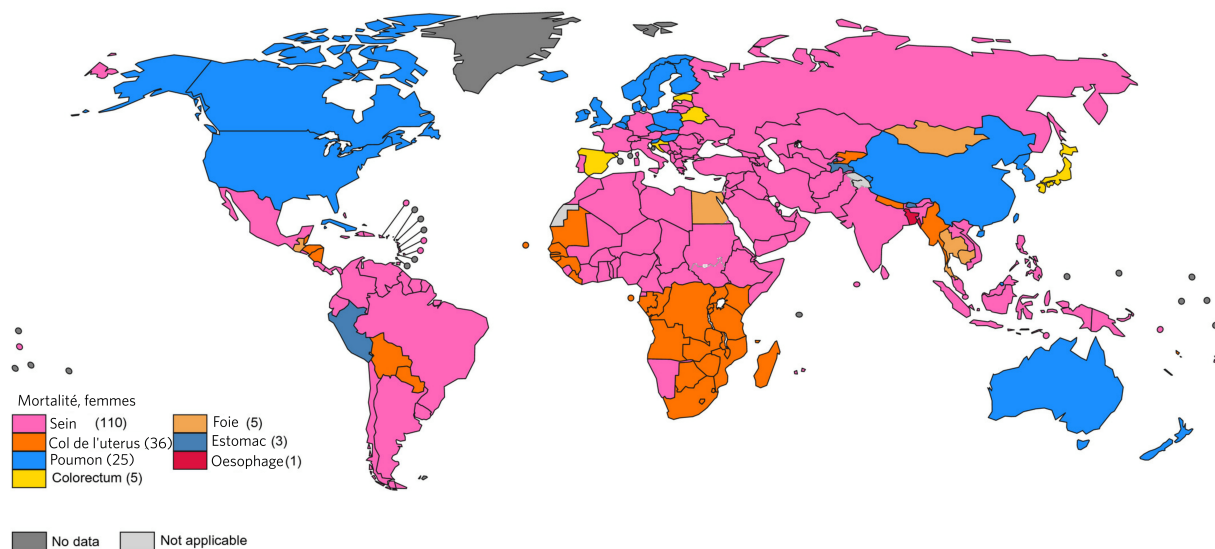 Mortalité, femmes
Sein (110)
Col de l'uterus (36)
Poumon (25)
Colorectum (5)
Foie (5)
Estomac (3)
Oesophage(1)
No data
Not applicable